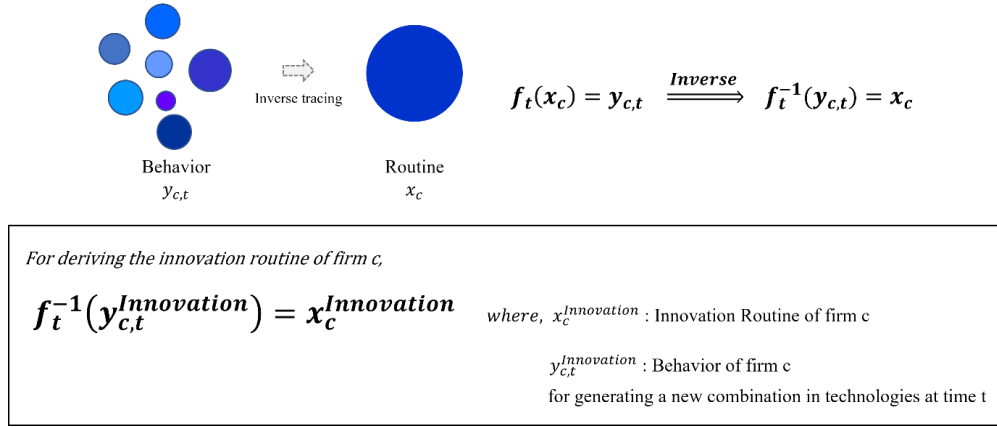 Inverse tracing
Behavior
y_{c,t}
Routine
x_c
f_t(x_c) = y_{c,t} Inverse ⟹ f_t^{-1}(y_{c,t}) = x_c
For deriving the innovation routine of firm c,
f_t^{-1}(y_{c,t}^{Innovation}) = x_c^{Innovation}
where, x_c^{Innovation} : Innovation Routine of firm c
y_{c,t}^{Innovation} : Behavior of firm c
for generating a new combination in technologies at time t